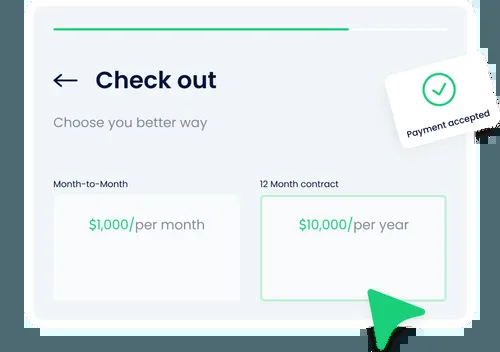 Check out
Payment accepted
Choose you better way
Month-to-Month
12 Month contract
$1,000/per month
$10,000/per year